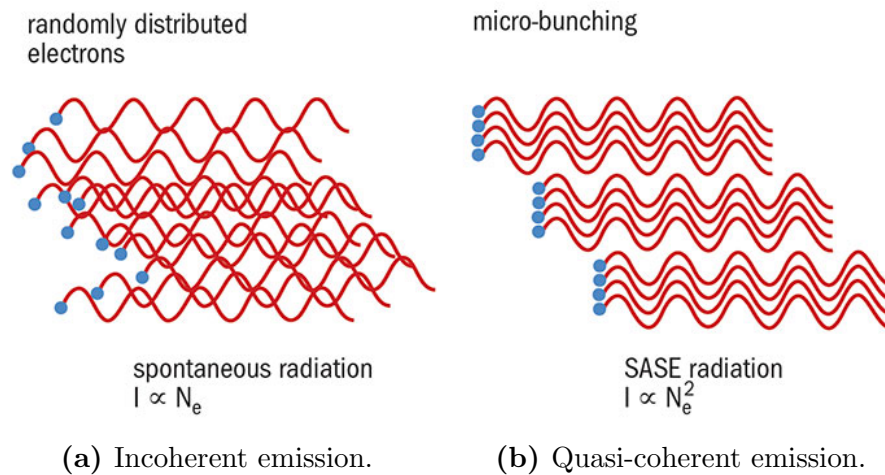 randomly distributed
electrons
micro-bunching
spontaneous radiation
I ∝ Nₑ
SASE radiation
I ∝ Nₑ²
(a) Incoherent emission.
(b) Quasi-coherent emission.